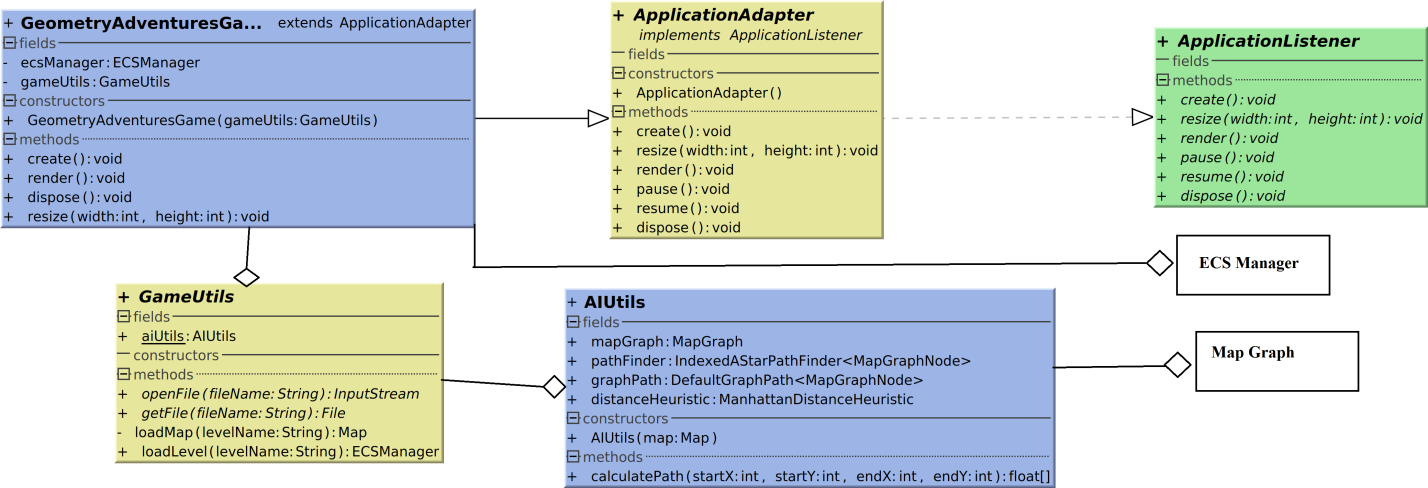 + GeometryAdventuresGa... extends ApplicationAdapter
fields
- ecsManager:ECSManager
- gameUtils:GameUtils
constructors
+ GeometryAdventuresGame(gameUtils:GameUtils)
methods
+ create():void
+ render():void
+ dispose():void
+ resize(width:int, height:int):void
+ ApplicationAdapter
implements ApplicationListener
fields
constructors
+ ApplicationAdapter()
methods
+ create():void
+ resize(width:int, height:int):void
+ render():void
+ pause():void
+ resume():void
+ dispose():void
+ ApplicationListener
fields
methods
+ create():void
+ resize(width:int, height:int):void
+ render():void
+ pause():void
+ resume():void
+ dispose():void
ECS Manager
+ GameUtils
fields
+ aiUtils:AIUtils
constructors
methods
+ openFile(fileName:String):InputStream
+ getFile(fileName:String):File
- loadMap(levelName:String):Map
+ loadLevel(levelName:String):ECSManager
+ AIUtils
fields
+ mapGraph:MapGraph
+ pathFinder:IndexedAStarPathFinder<MapGraphNode>
+ graphPath:DefaultGraphPath<MapGraphNode>
+ distanceHeuristic:ManhattanDistanceHeuristic
constructors
+ AIUtils(map:Map)
methods
+ calculatePath(startX:int, startY:int, endX:int, endY:int):float[]
Map Graph